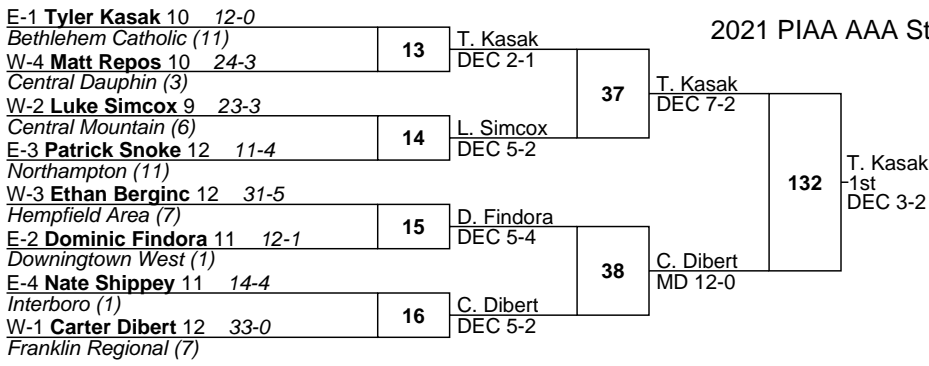 2021 PIAA AAA St
E-1 Tyler Kasak 10 12-0
Bethlehem Catholic (11)
13
T. Kasak
DEC 2-1
W-4 Matt Repos 10 24-3
Central Dauphin (3)
37
T. Kasak
DEC 7-2
W-2 Luke Simcox 9 23-3
Central Mountain (6)
14
L. Simcox
DEC 5-2
E-3 Patrick Snoke 12 11-4
Northampton (11)
132
T. Kasak
1st
DEC 3-2
W-3 Ethan Berginc 12 31-5
Hempfield Area (7)
15
D. Findora
DEC 5-4
E-2 Dominic Findora 11 12-1
Downingtown West (1)
38
C. Dibert
MD 12-0
E-4 Nate Shippey 11 14-4
Interboro (1)
16
C. Dibert
DEC 5-2
W-1 Carter Dibert 12 33-0
Franklin Regional (7)